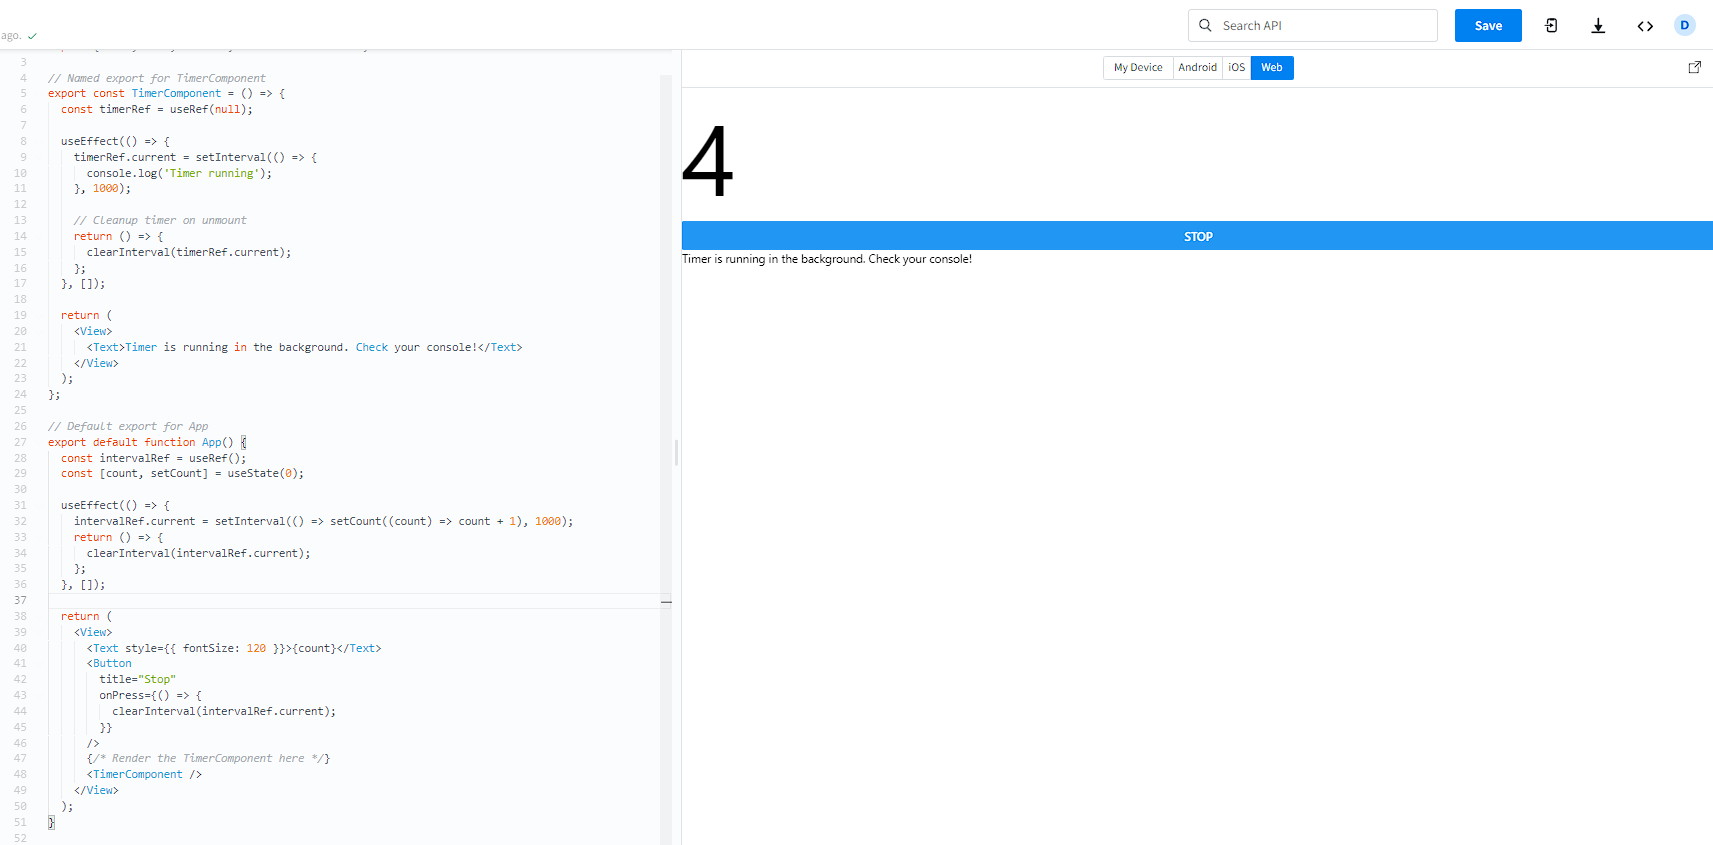 ago. ✓
Search API
Save
D
My Device Android iOS Web
3
4 // Named export for TimerComponent
5 export const TimerComponent = () => {
6 const timerRef = useRef(null);
7
8 useEffect(() => {
9 timerRef.current = setInterval(() => {
10 console.log('Timer running');
11 }, 1000);
12
13 // Cleanup timer on unmount
14 return () => {
15 clearInterval(timerRef.current);
16 };
17 }, []);
18
19 return (
20 <View>
21 <Text>Timer is running in the background. Check your console!</Text>
22 </View>
23 );
24 };
25
26 // Default export for App
27 export default function App() {
28 const intervalRef = useRef();
29 const [count, setCount] = useState(0);
30
31 useEffect(() => {
32 intervalRef.current = setInterval(() => setCount((count) => count + 1), 1000);
33 return () => {
34 clearInterval(intervalRef.current);
35 };
36 }, []);
37
38 return (
39 <View>
40 <Text style={{ fontSize: 120 }}>{count}</Text>
41 <Button
42 title="Stop"
43 onPress={() => {
44 clearInterval(intervalRef.current);
45 }}
46 />
47 {/* Render the TimerComponent here */}
48 <TimerComponent />
49 </View>
50 );
51 }
52
4
STOP
Timer is running in the background. Check your console!